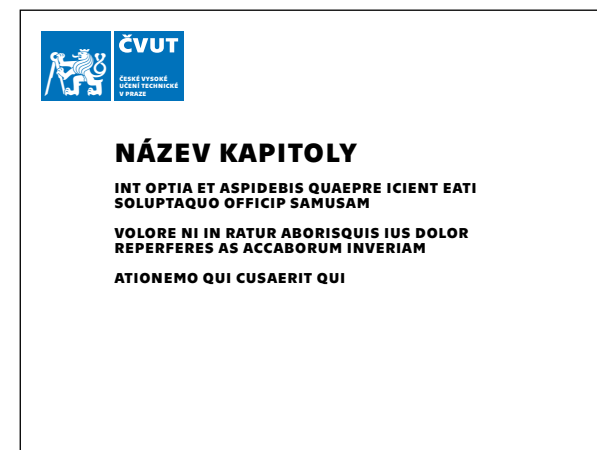 ČVUT
ČESKÉ VYSOKÉ
UČENÍ TECHNICKÉ
V PRAZE
NÁZEV KAPITOLY
INT OPTIA ET ASPIDEBIS QUAEPRE ICIENT EATI
SOLUPTAQUO OFFICIP SAMUSAM
VOLORE NI IN RATUR ABORISQUIS IUS DOLOR
REPERFERES AS ACCABORUM INVERIAM
ATIONEMO QUI CUSAERIT QUI